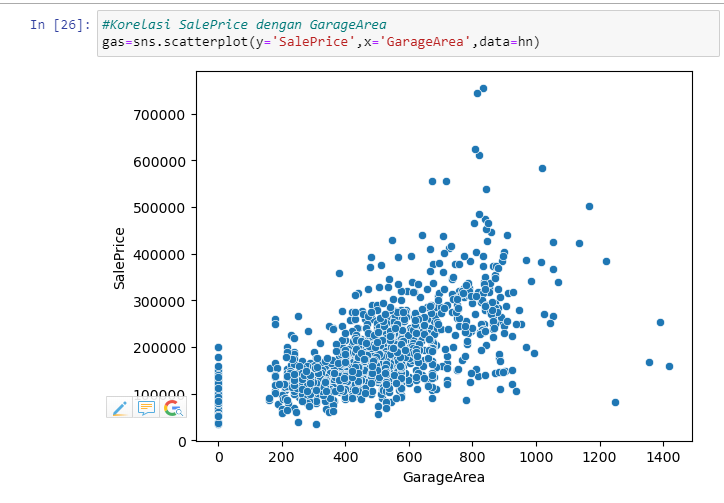 In [26]: #Korelasi SalePrice dengan GarageArea
gas=sns.scatterplot(y='SalePrice',x='GarageArea',data=hn)
700000
600000
500000
400000
300000
200000
100000
0
SalePrice
0 200 400 600 800 1000 1200 1400
GarageArea